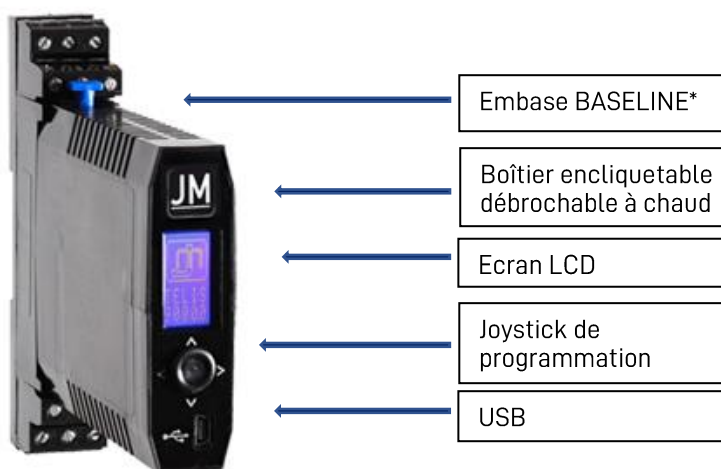 Embase BASELINE*
JM
Boîtier encliquetable
débrochable à chaud
Ecran LCD
Joystick de
programmation
USB